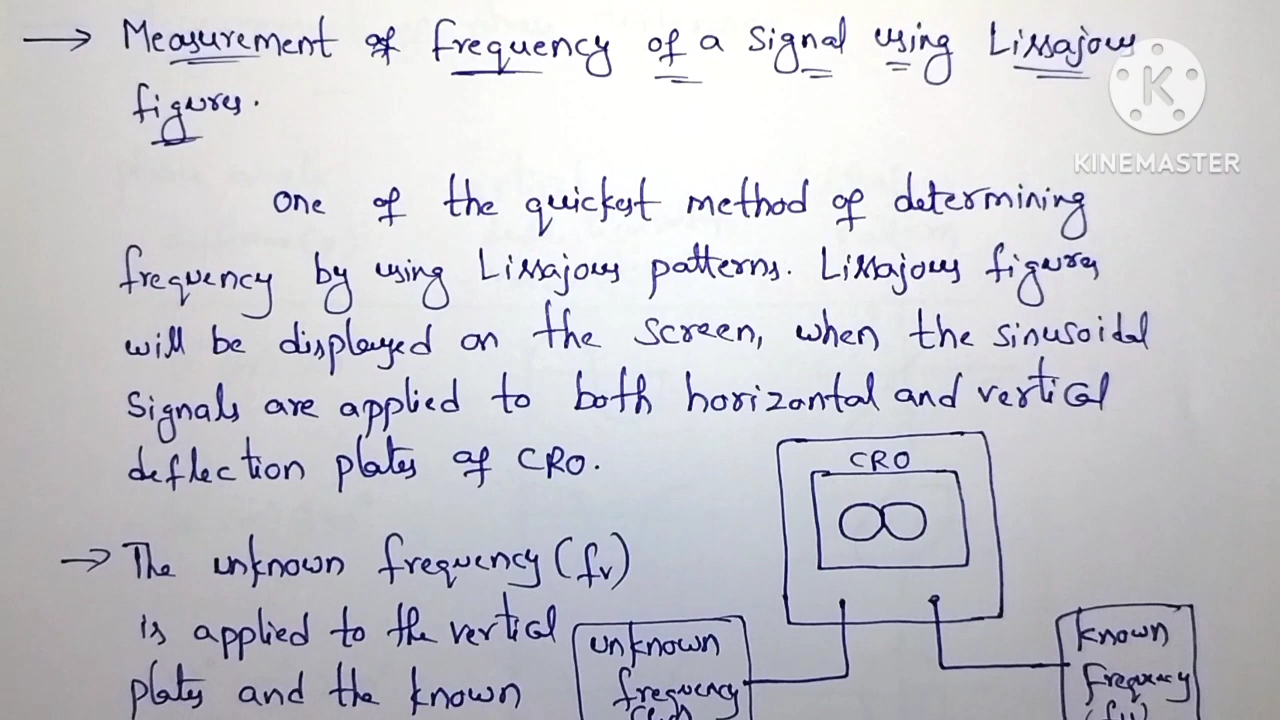 → Measurement of frequency of a signal using Lissajous
figures.
K
KINEMASTER
One of the quickest method of determining
frequency by using Lissajous patterns. Lissajous figures
will be displayed on the screen, when the sinusoidal
signals are applied to both horizontal and vertical
deflection plates of CRO.
CRO
→ The unknown frequency (fv)
is applied to the vertical
plates and the known
unknown
frequency
known
frequency